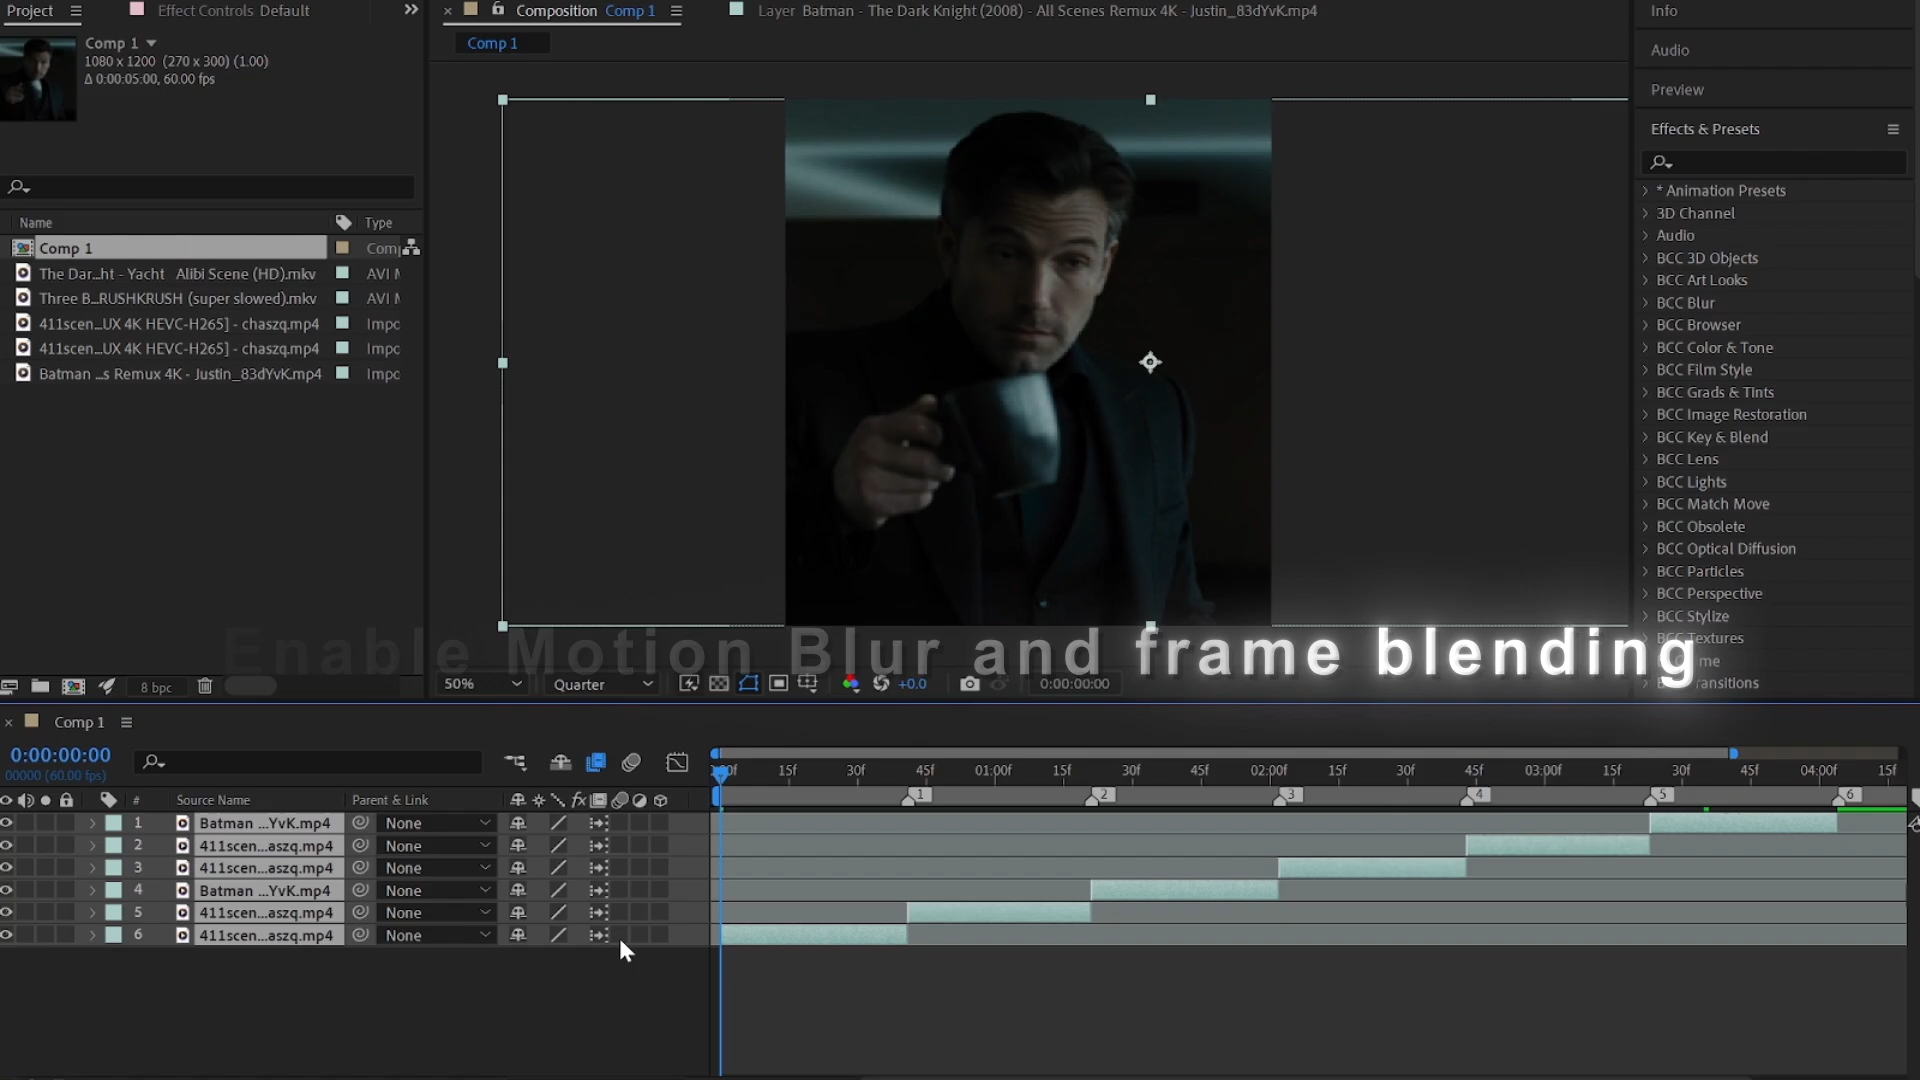 Project
Effect Controls Default
Composition Comp 1
Layer Batman - The Dark Knight (2008) - All Scenes Remux 4K - Justin_83dYvK.mp4
Info
Comp 1
1080 x 1200 (270 x 300) (1.00)
Δ 0:00:05:00, 60.00 fps
Comp 1
Audio
Preview
Effects & Presets
Name
Type
Comp 1
Comp
The Dar...ht - Yacht Alibi Scene (HD).mkv
AVI M
Three B...RUSHKRUSH (super slowed).mkv
AVI M
411scen...UX 4K HEVC-H265] - chaszq.mp4
Impo
411scen...UX 4K HEVC-H265] - chaszq.mp4
Impo
Batman ...s Remux 4K - Justin_83dYvK.mp4
Impo
* Animation Presets
3D Channel
Audio
BCC 3D Objects
BCC Art Looks
BCC Blur
BCC Browser
BCC Color & Tone
BCC Film Style
BCC Grads & TInts
BCC Image Restoration
BCC Key & Blend
BCC Lens
BCC Lights
BCC Match Move
BCC Obsolete
BCC Optical Diffusion
BCC Particles
BCC Perspective
BCC Stylize
Textures
me
ransitions
Enable Motion Blur and frame blending
8 bpc
50%
Quarter
+0.0
0:00:00:00
Comp 1
0:00:00:00
00000 (60.00 fps)
15f 30f 45f 01:00f 15f 30f 45f 02:00f 15f 30f 45f 03:00f 15f 30f 45f 04:00f 15f
1 2 3 4 5 6
# Source Name Parent & Link fx
1 Batman ...YvK.mp4 None
2 411scen...aszq.mp4 None
3 411scen...aszq.mp4 None
4 Batman ...YvK.mp4 None
5 411scen...aszq.mp4 None
6 411scen...aszq.mp4 None